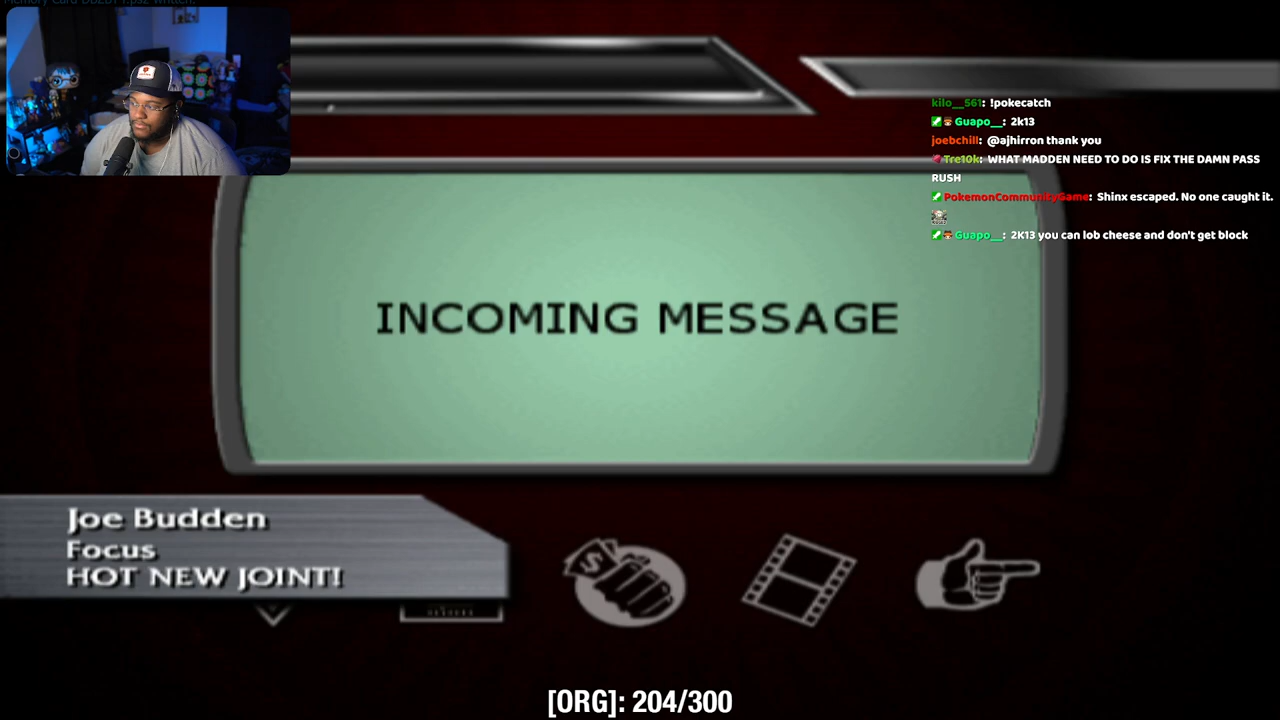 kilo__561: !pokecatch
Guapo__: 2k13
joebchill: @ajhirron thank you
Tre10k: WHAT MADDEN NEED TO DO IS FIX THE DAMN PASS
RUSH
PokemonCommunityGame: Shinx escaped. No one caught it.
Guapo__: 2K13 you can lob cheese and don't get block
INCOMING MESSAGE
Joe Budden
Focus
HOT NEW JOINT!
[ORG]: 204/300